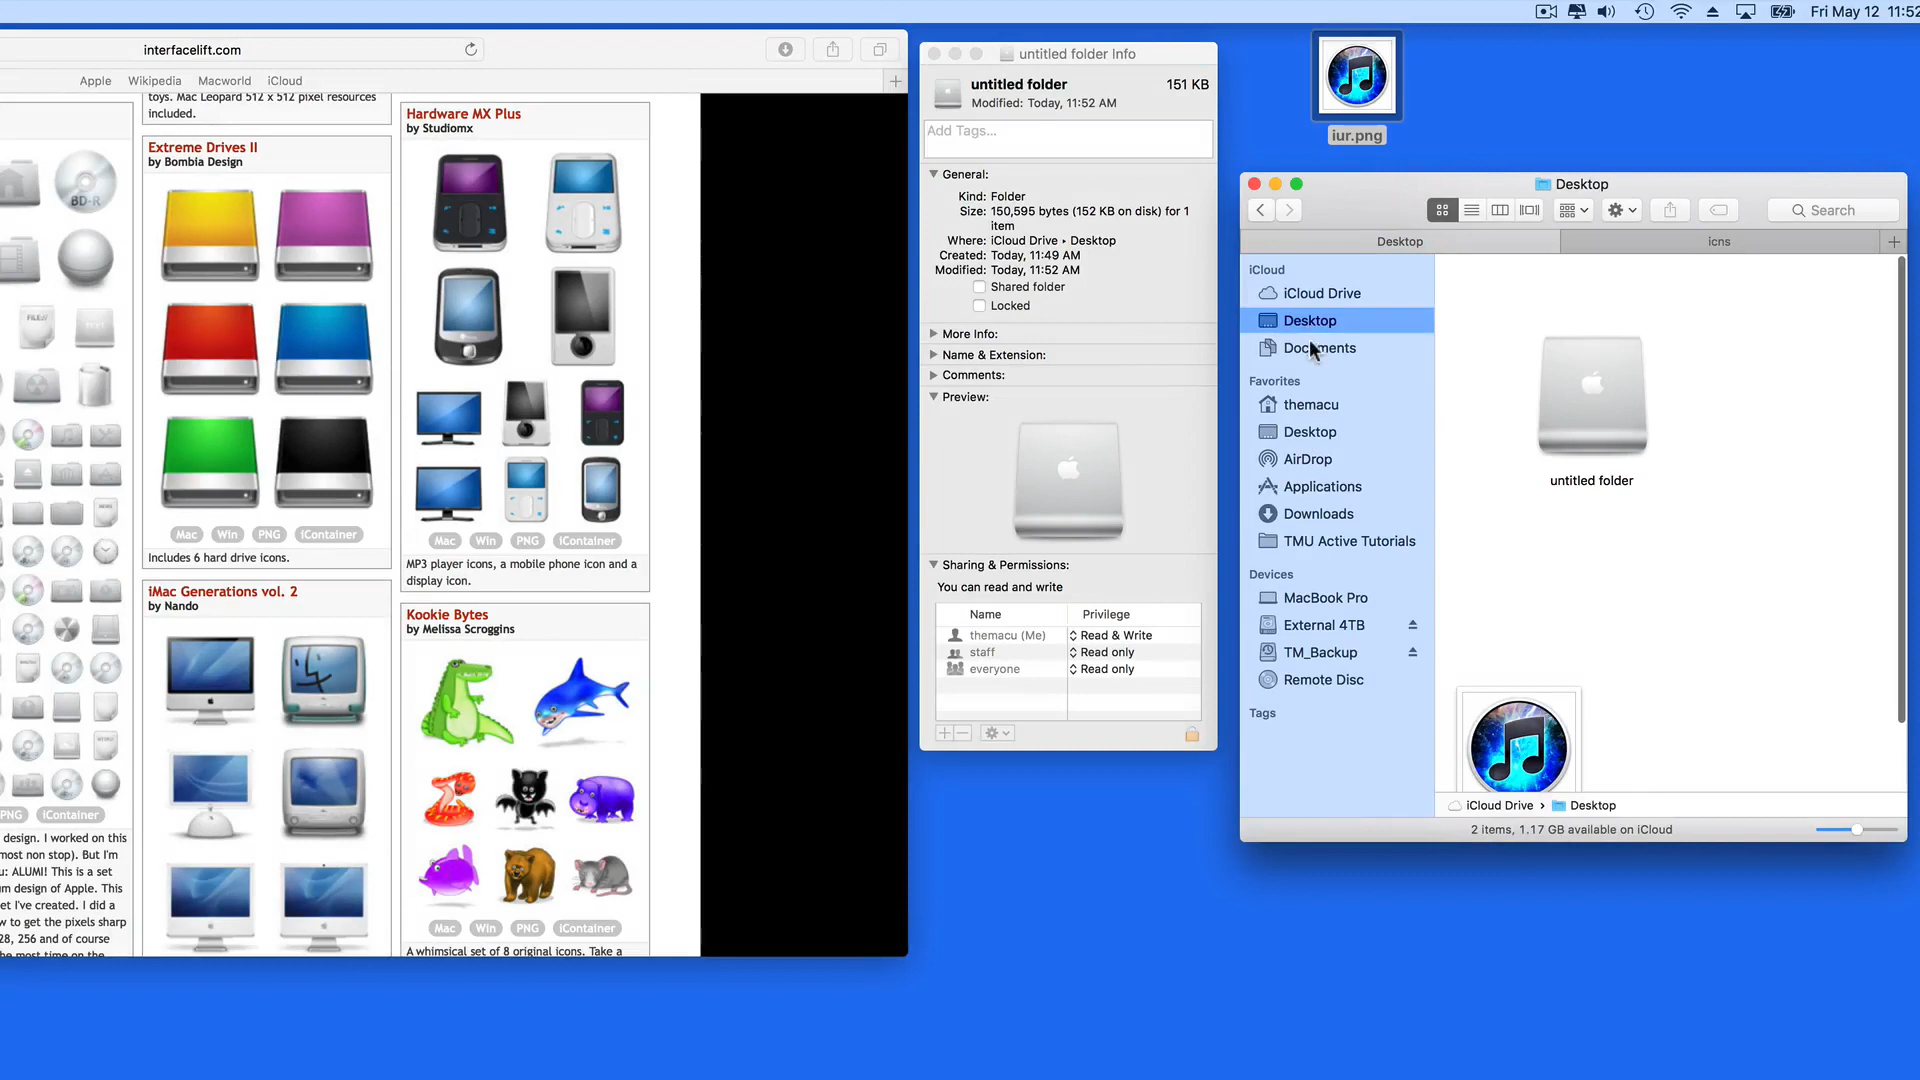 Fri May 12 11:52
interfacelift.com
Apple Wikipedia Macworld iCloud
toys. Mac Leopard 512 x 512 pixel resources
included.
BD-R
PNG iContainer
design. I worked on this
most non stop). But I'm
u: ALUMI! This is a set
um design of Apple. This
et I've created. I did a
w to get the pixels sharp
28, 256 and of course
the most time on the
Extreme Drives II
by Bombia Design
Mac Win PNG iContainer
Includes 6 hard drive icons.
iMac Generations vol. 2
by Nando
Hardware MX Plus
by Studiomx
Mac Win PNG iContainer
MP3 player icons, a mobile phone icon and a
display icon.
Kookie Bytes
by Melissa Scroggins
Mac Win PNG iContainer
A whimsical set of 8 original icons. Take a
untitled folder Info
untitled folder 151 KB
Modified: Today, 11:52 AM
Add Tags...
General:
Kind: Folder
Size: 150,595 bytes (152 KB on disk) for 1
item
Where: iCloud Drive ▸ Desktop
Created: Today, 11:49 AM
Modified: Today, 11:52 AM
Shared folder
Locked
More Info:
Name & Extension:
Comments:
Preview:
Sharing & Permissions:
You can read and write
Name Privilege
themacu (Me) Read & Write
staff Read only
everyone Read only
iur.png
Desktop
Search
Desktop icns
iCloud
iCloud Drive
Desktop
Documents
Favorites
themacu
Desktop
AirDrop
Applications
Downloads
TMU Active Tutorials
Devices
MacBook Pro
External 4TB
TM_Backup
Remote Disc
Tags
untitled folder
iCloud Drive › Desktop
2 items, 1.17 GB available on iCloud